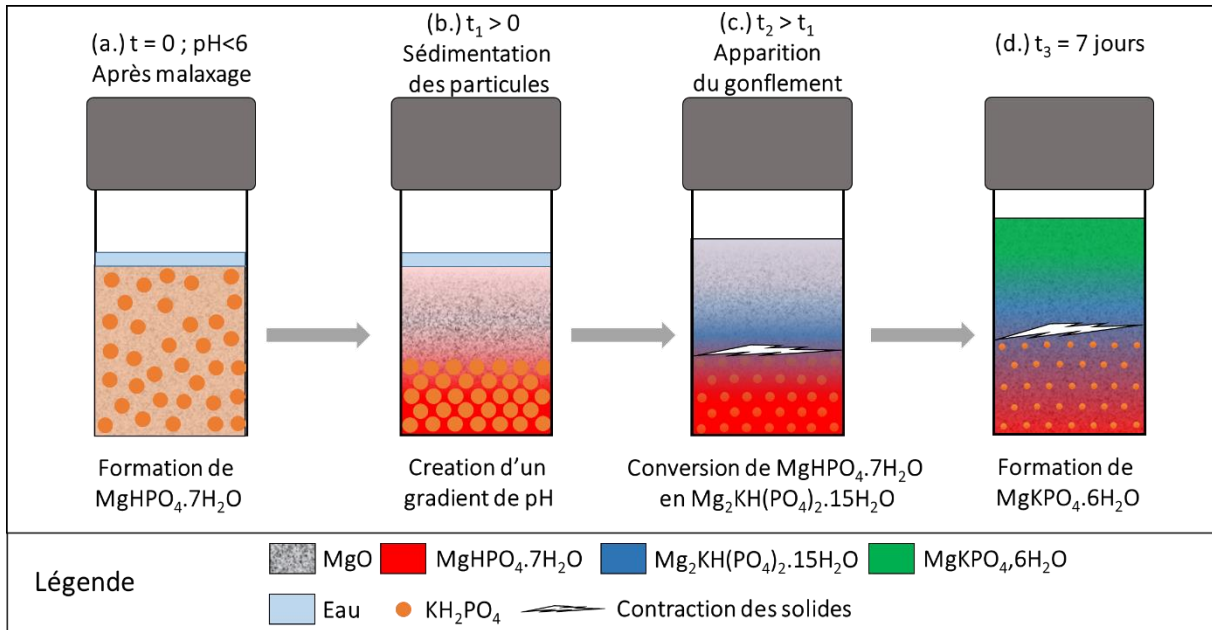 (a.) t = 0 ; pH<6
Après malaxage
(b.) t₁ > 0
Sédimentation
des particules
(c.) t₂ > t₁
Apparition
du gonflement
(d.) t₃ = 7 jours
Formation de
MgHPO₄.7H₂O
Creation d’un
gradient de pH
Conversion de MgHPO₄.7H₂O
en Mg₂KH(PO₄)₂.15H₂O
Formation de
MgKPO₄.6H₂O
Légende
MgO
MgHPO₄.7H₂O
Mg₂KH(PO₄)₂.15H₂O
MgKPO₄,6H₂O
Eau
KH₂PO₄
Contraction des solides